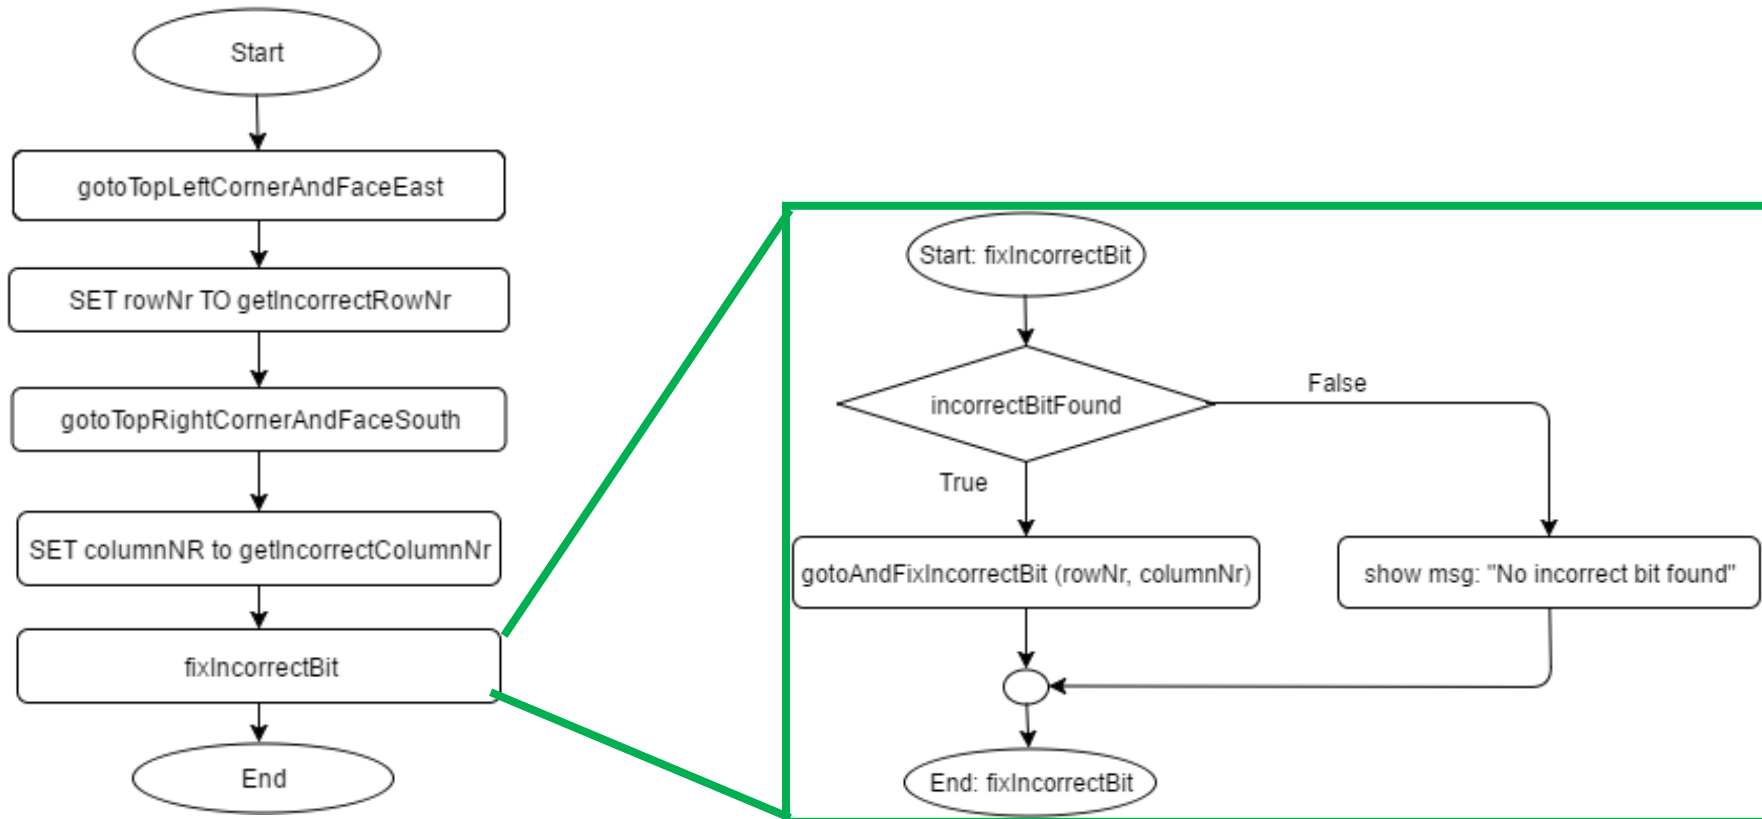 Start
gotoTopLeftCornerAndFaceEast
SET rowNr TO getIncorrectRowNr
gotoTopRightCornerAndFaceSouth
SET columnNR to getIncorrectColumnNr
fixIncorrectBit
End
Start: fixIncorrectBit
incorrectBitFound
False
True
gotoAndFixIncorrectBit (rowNr, columnNr)
show msg: "No incorrect bit found"
End: fixIncorrectBit